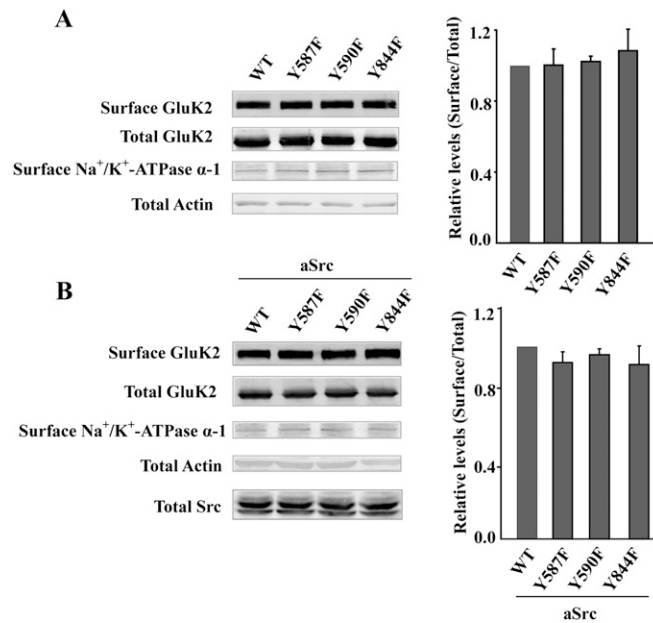 A
WT Y587F Y590F Y844F
Surface GluK2
Total GluK2
Surface Na⁺/K⁺-ATPase α-1
Total Actin
Relative levels (Surface/Total)
1.2
0.8
0.4
0.0
WT Y587F Y590F Y844F
B
aSrc
WT Y587F Y590F Y844F
Surface GluK2
Total GluK2
Surface Na⁺/K⁺-ATPase α-1
Total Actin
Total Src
Relative levels (Surface/Total)
1.2
0.8
0.4
0.0
WT Y587F Y590F Y844F
aSrc